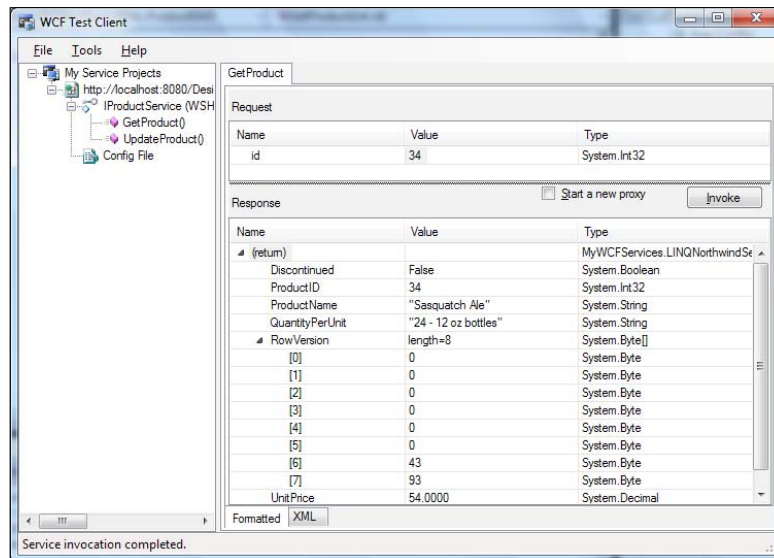 WCF Test Client
File Tools Help
My Service Projects
http://localhost:8080/Desi
IProductService (WSH
GetProduct()
UpdateProduct()
Config File
GetProduct
Request
Name Value Type
id 34 System.Int32
Response Start a new proxy Invoke
Name Value Type
(return) MyWCFServices.LINQNorthwindSe
Discontinued False System.Boolean
ProductID 34 System.Int32
ProductName "Sasquatch Ale" System.String
QuantityPerUnit "24 - 12 oz bottles" System.String
RowVersion length=8 System.Byte[]
[0] 0 System.Byte
[1] 0 System.Byte
[2] 0 System.Byte
[3] 0 System.Byte
[4] 0 System.Byte
[5] 0 System.Byte
[6] 43 System.Byte
[7] 93 System.Byte
UnitPrice 54.0000 System.Decimal
Formatted XML
Service invocation completed.